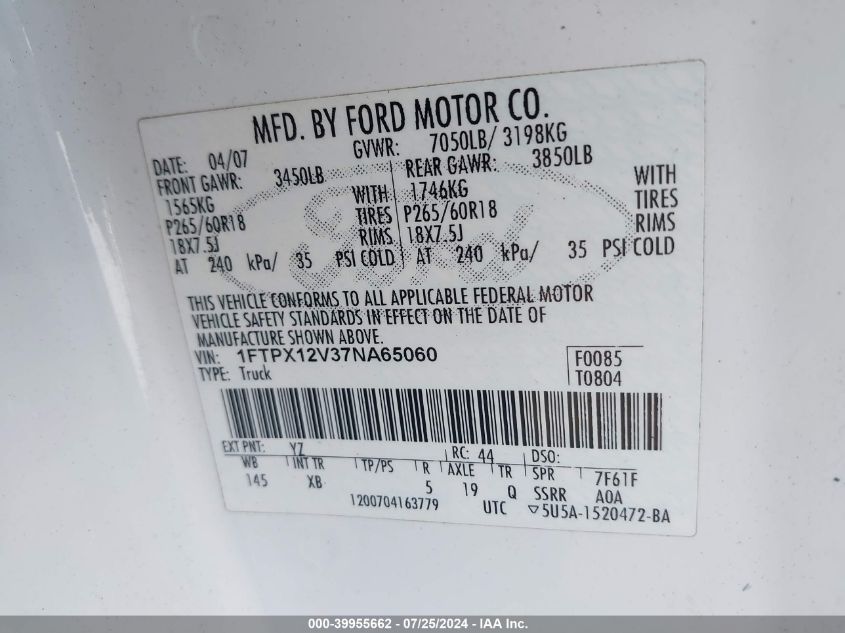 MFD. BY FORD MOTOR CO.
DATE: 04/07 GVWR: 7050LB/ 3198KG
FRONT GAWR: 3450LB REAR GAWR: 3850LB
1565KG WITH 1746KG WITH
P265/60R18 TIRES P265/60R18 TIRES
18X7.5J RIMS 18X7.5J RIMS
AT 240 kPa/ 35 PSI COLD AT 240 kPa/ 35 PSI COLD
THIS VEHICLE CONFORMS TO ALL APPLICABLE FEDERAL MOTOR
VEHICLE SAFETY STANDARDS IN EFFECT ON THE DATE OF
MANUFACTURE SHOWN ABOVE.
VIN: 1FTPX12V37NA65060 F0085
TYPE: Truck T0804
EXT PNT: YZ RC: 44 DSO:
WB INT TR TP/PS R AXLE TR SPR 7F61F
145 XB 5 19 Q SSRR A0A
1200704163779 UTC ▽5U5A-1520472-BA
Ford
000-39955662 - 07/25/2024 - IAA Inc.